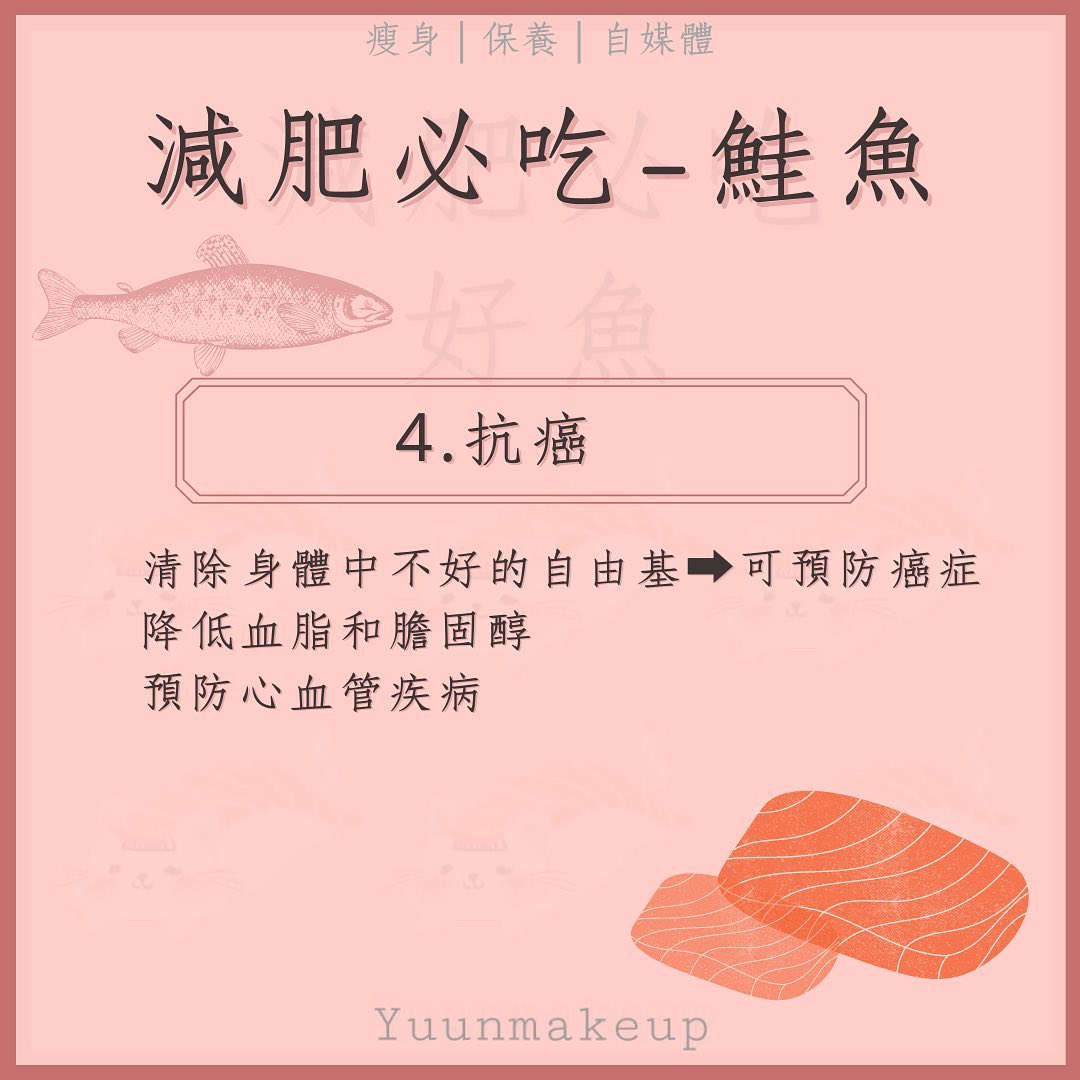 瘦身|保養|自媒體
減肥必吃-鮭魚
好魚
4.抗癌
清除身體中不好的自由基➡可預防癌症
降低血脂和膽固醇
預防心血管疾病
Yuunmakeup